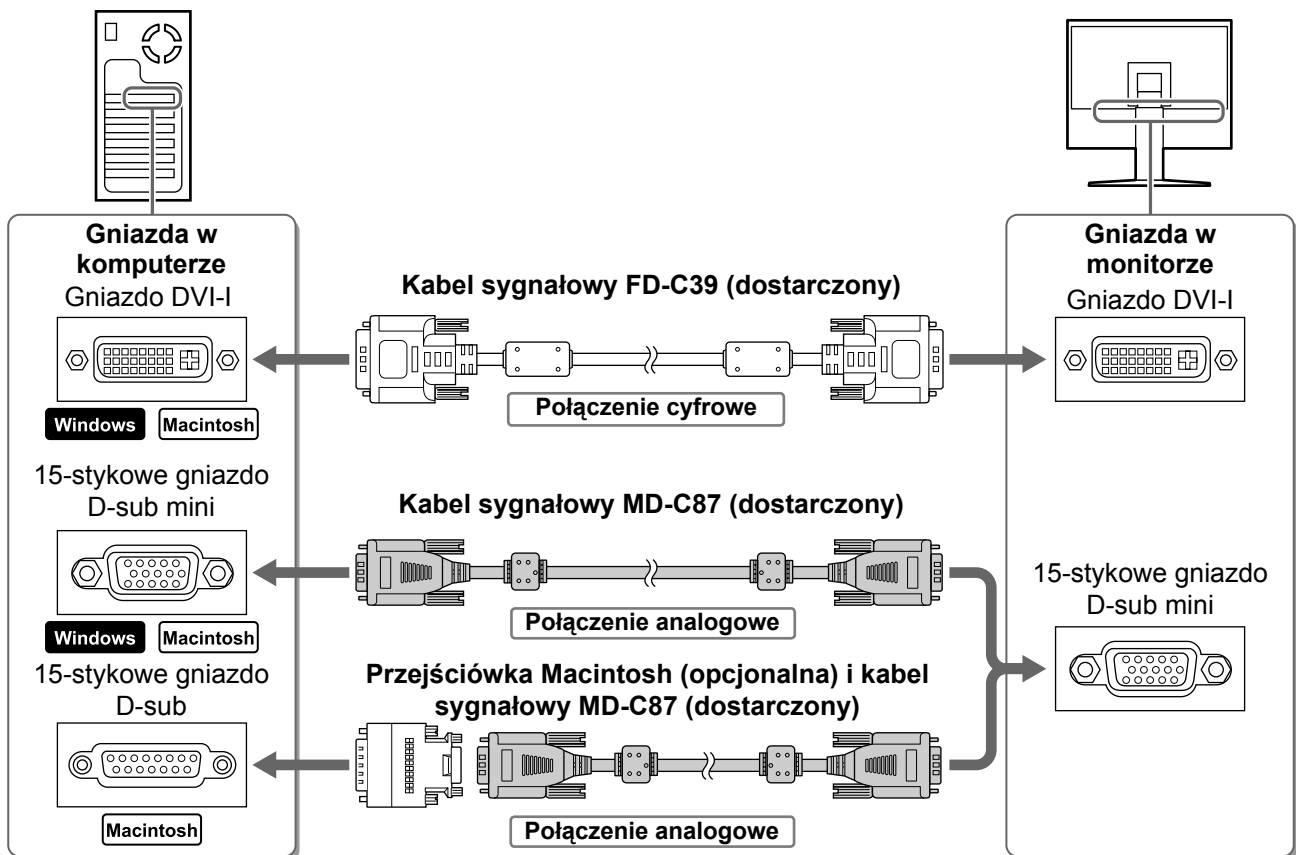 Gniazda w
komputerze
Gniazdo DVI-I
Windows Macintosh
15-stykowe gniazdo
D-sub mini
Windows Macintosh
15-stykowe gniazdo
D-sub
Macintosh
Kabel sygnałowy FD-C39 (dostarczony)
Połączenie cyfrowe
Kabel sygnałowy MD-C87 (dostarczony)
Połączenie analogowe
Przejściówka Macintosh (opcjonalna) i kabel
sygnałowy MD-C87 (dostarczony)
Połączenie analogowe
Gniazda w
monitorze
Gniazdo DVI-I
15-stykowe gniazdo
D-sub mini